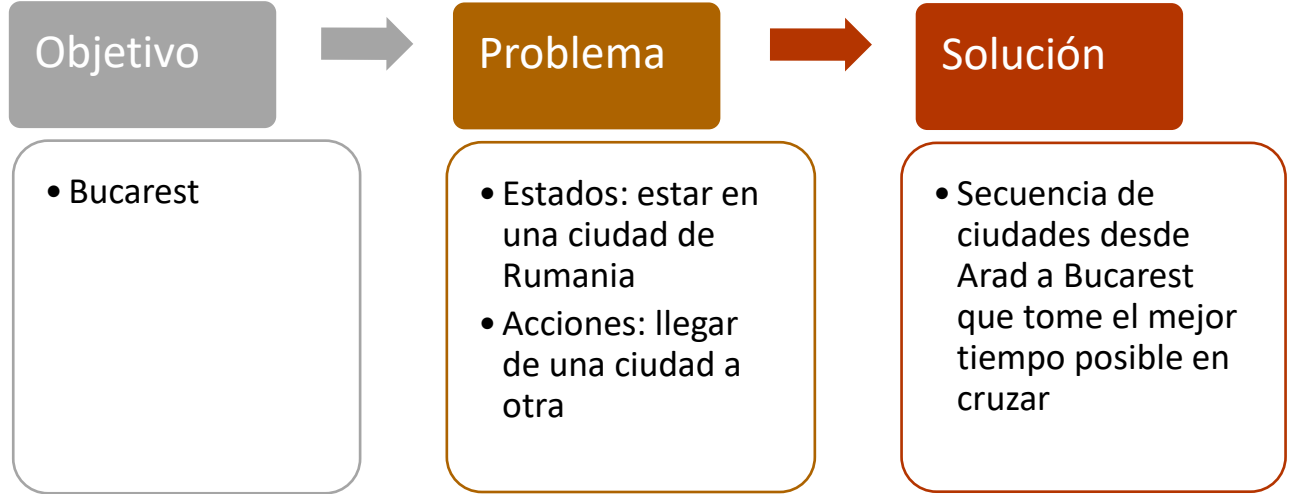 Objetivo
• Bucarest
Problema
• Estados: estar en
una ciudad de
Rumania
• Acciones: llegar
de una ciudad a
otra
Solución
• Secuencia de
ciudades desde
Arad a Bucarest
que tome el mejor
tiempo posible en
cruzar